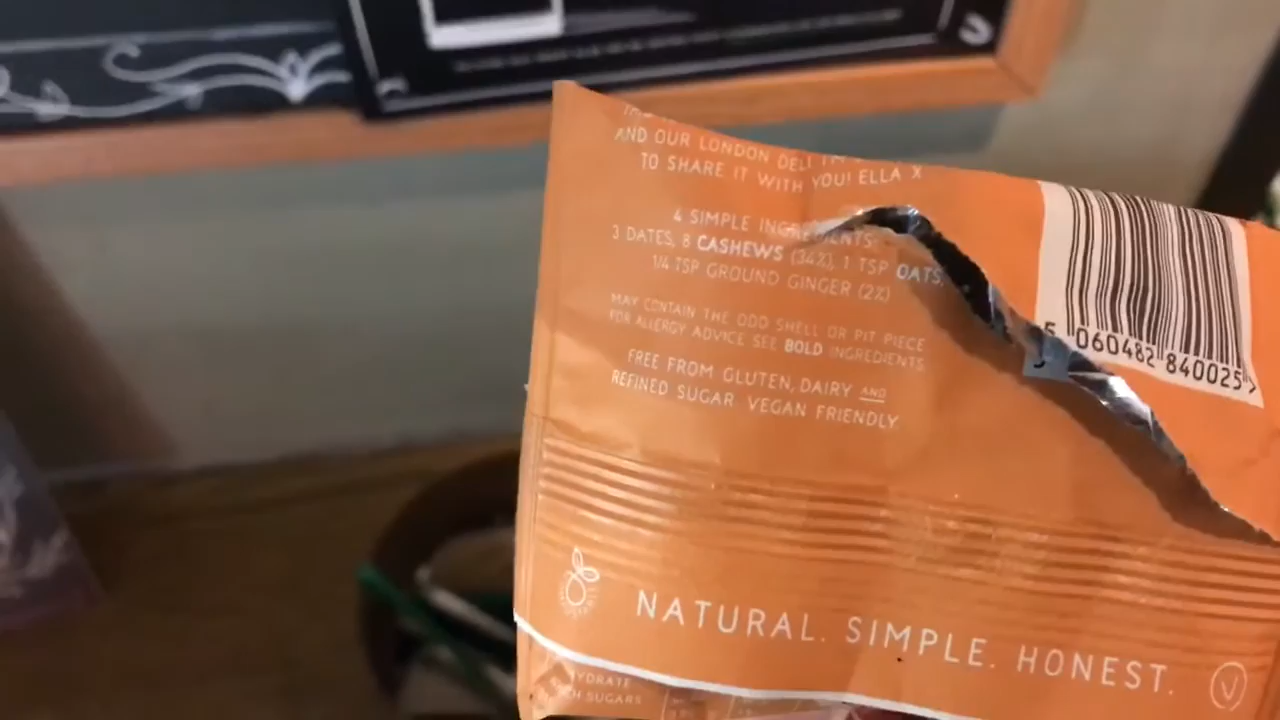 AND OUR LONDON DELI
TO SHARE IT WITH YOU! ELLA X
4 SIMPLE INGREDIENTS:
3 DATES, 8 CASHEWS (34%), 1 TSP OATS,
1/4 TSP GROUND GINGER (2%)
MAY CONTAIN THE ODD SHELL OR PIT PIECE
FOR ALLERGY ADVICE SEE BOLD INGREDIENTS
FREE FROM GLUTEN, DAIRY AND
REFINED SUGAR VEGAN FRIENDLY
5 060482 840025 >
NATURAL. SIMPLE. HONEST.
V
SUGARS